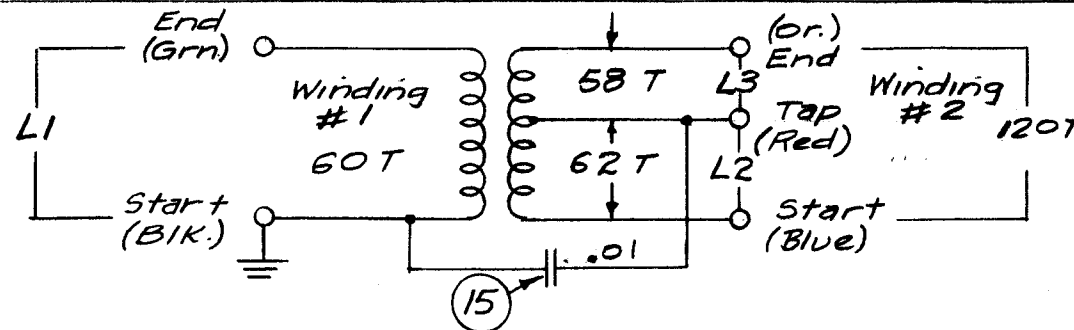 End
(Grn.)
L1
Winding
#1
60 T
Start
(Blk.)
58 T
62 T
(Or.)
End
L3
Tap
(Red)
L2
Start
(Blue)
Winding
#2
120T
.01
15